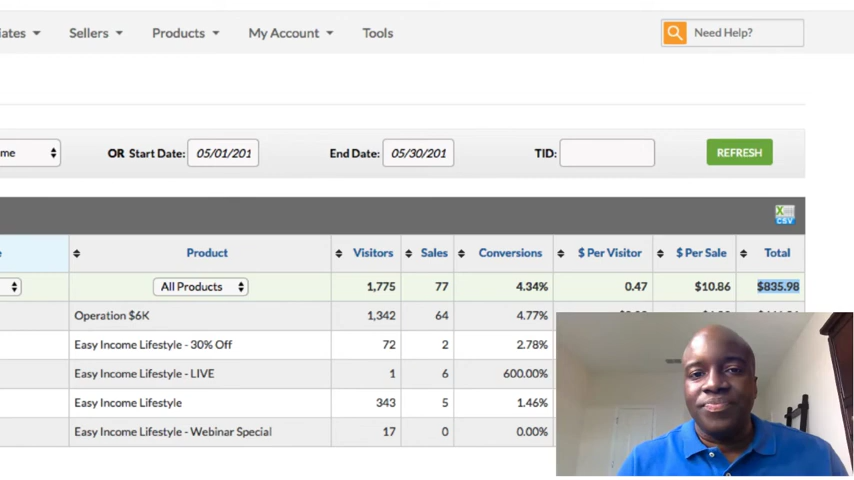 iates Sellers Products My Account Tools Need Help?
me OR Start Date: 05/01/201 End Date: 05/30/201 TID: REFRESH
CSV
Product Visitors Sales Conversions $ Per Visitor $ Per Sale Total
All Products 1,775 77 4.34% 0.47 $10.86 $835.98
Operation $6K 1,342 64 4.77%
Easy Income Lifestyle - 30% Off 72 2 2.78%
Easy Income Lifestyle - LIVE 1 6 600.00%
Easy Income Lifestyle 343 5 1.46%
Easy Income Lifestyle - Webinar Special 17 0 0.00%